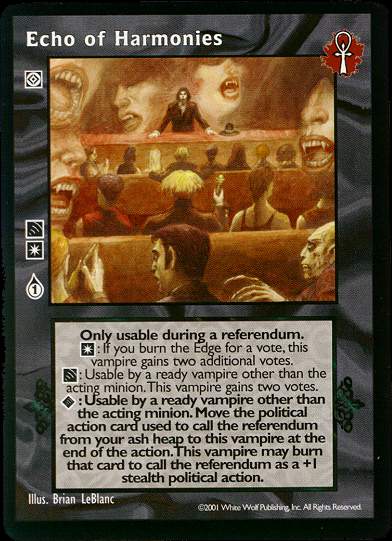 Echo of Harmonies
1
Only usable during a referendum.
: If you burn the Edge for a vote, this
vampire gains two additional votes.
: Usable by a ready vampire other than the
acting minion. This vampire gains two votes.
: Usable by a ready vampire other than
the acting minion. Move the political
action card used to call the referendum
from your ash heap to this vampire at
the end of the action. This vampire may burn
that card to call the referendum as a +1
stealth political action.
Illus. Brian LeBlanc
©2001 White Wolf Publishing, Inc. All Rights Reserved.